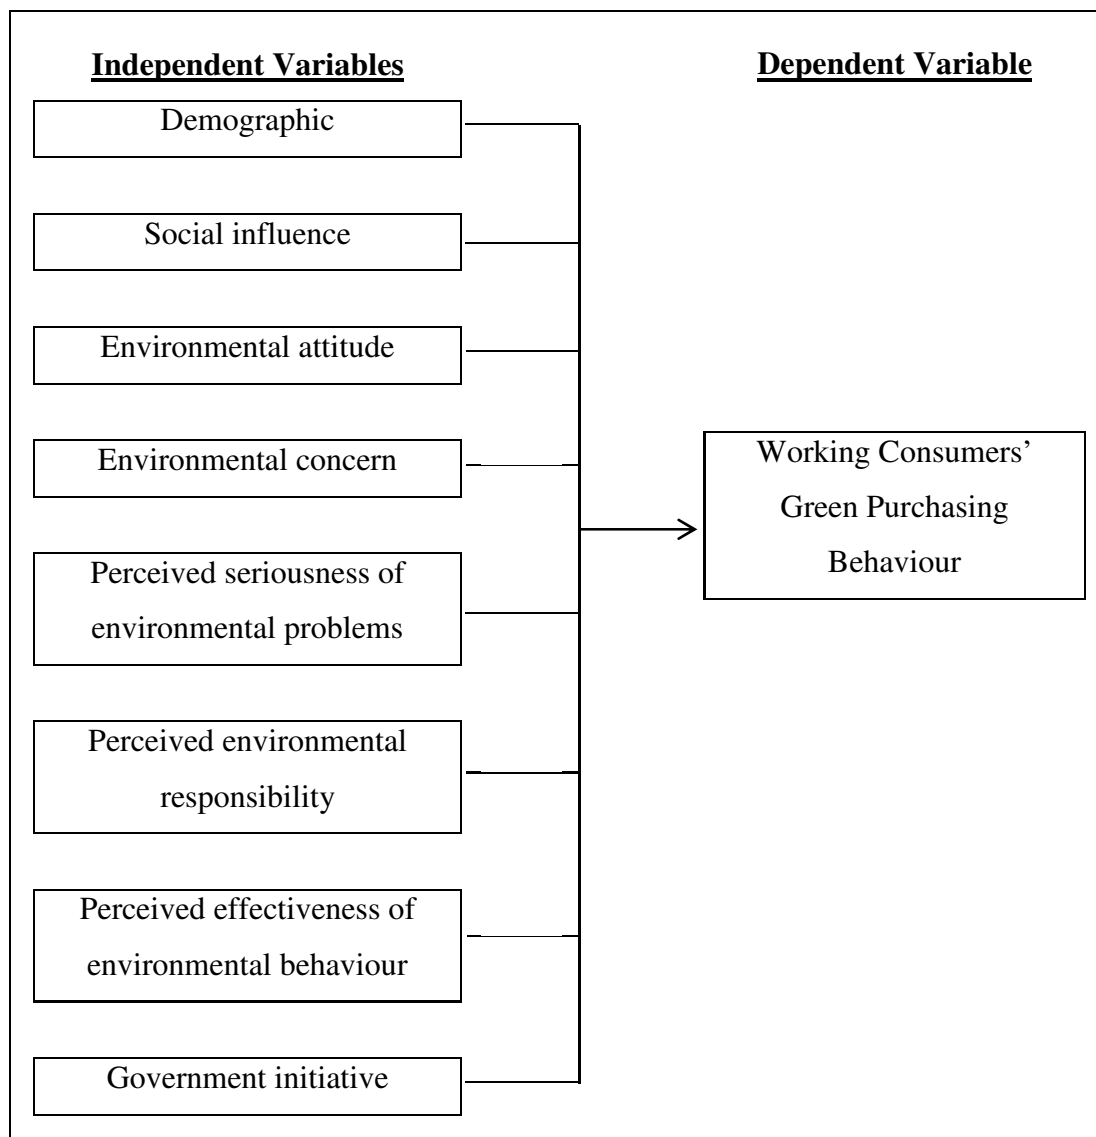 Independent Variables
Dependent Variable
Demographic
Social influence
Environmental attitude
Environmental concern
Perceived seriousness of
environmental problems
Perceived environmental
responsibility
Perceived effectiveness of
environmental behaviour
Government initiative
Working Consumers’
Green Purchasing
Behaviour